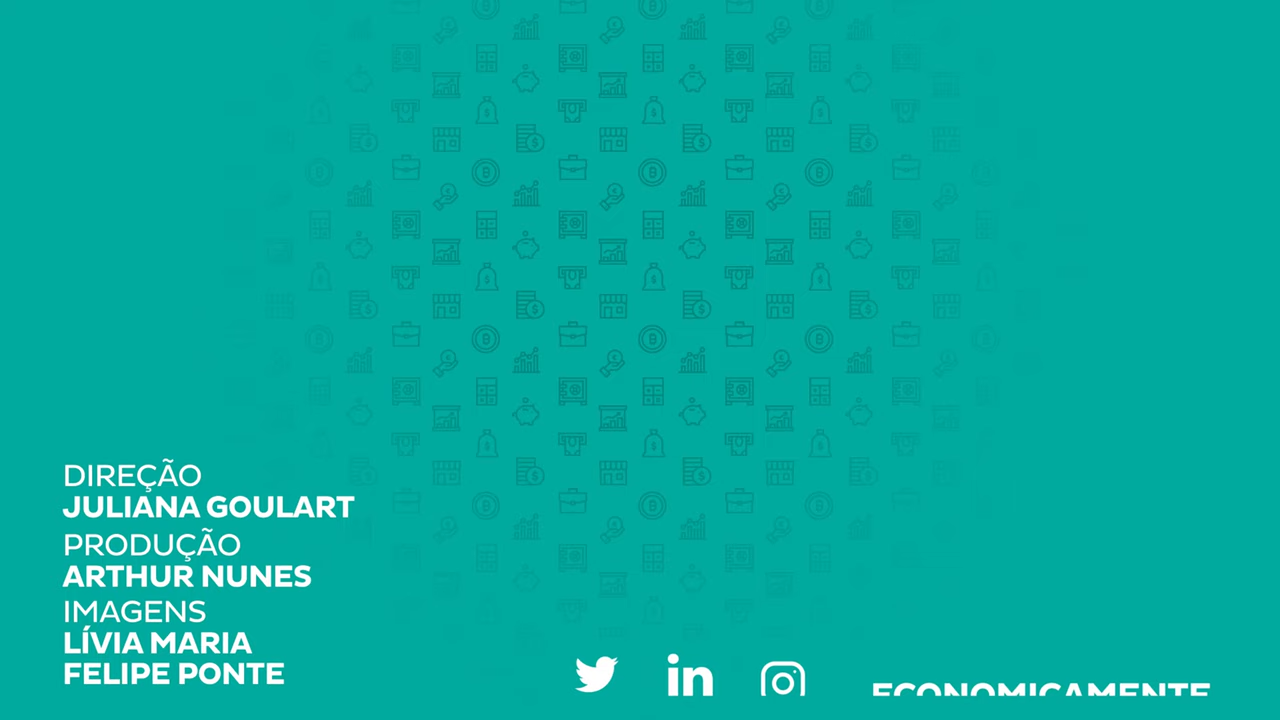 DIREÇÃO
JULIANA GOULART
PRODUÇÃO
ARTHUR NUNES
IMAGENS
LÍVIA MARIA
FELIPE PONTE
ECONOMICAMENTE